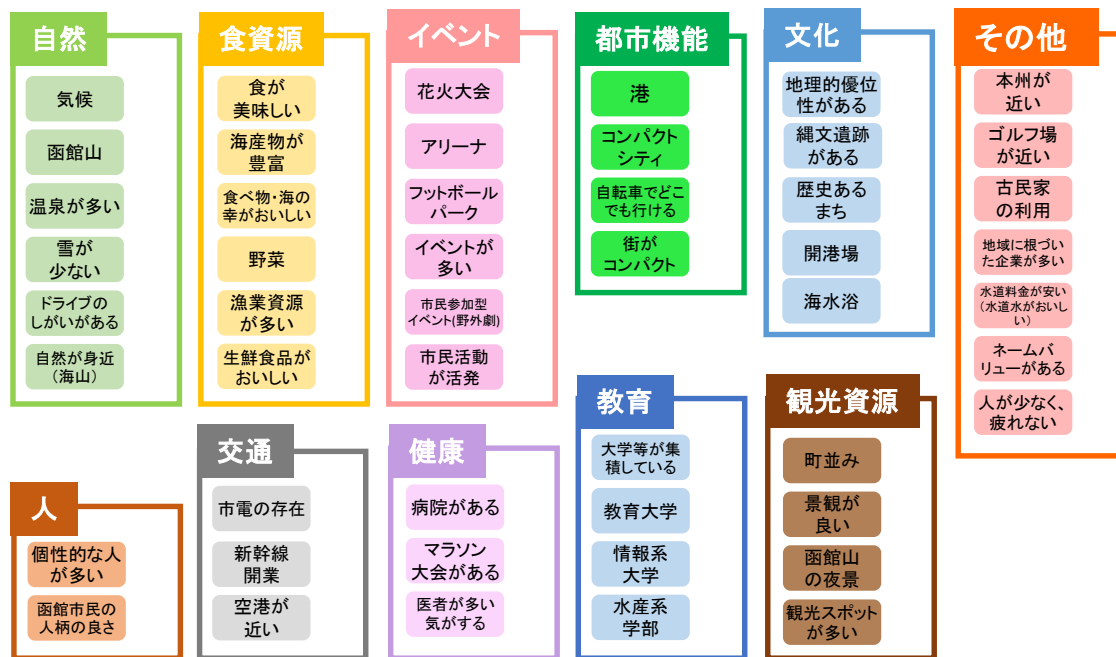 自然
気候
函館山
温泉が多い
雪が
少ない
ドライブの
しがいがある
自然が身近
(海山)
食資源
食が
美味しい
海産物が
豊富
食べ物・海の
幸がおいしい
野菜
漁業資源
が多い
生鮮食品が
おいしい
イベント
花火大会
アリーナ
フットボール
パーク
イベントが
多い
市民参加型
イベント(野外劇)
市民活動
が活発
都市機能
港
コンパクト
シティ
自転車でどこ
でも行ける
街が
コンパクト
文化
地理的優位
性がある
縄文遺跡
がある
歴史ある
まち
開港場
海水浴
その他
本州が
近い
ゴルフ場
が近い
古民家
の利用
地域に根づい
た企業が多い
水道料金が安い
(水道水がおいし
い)
ネームバ
リューがある
人が少なく、
疲れない
人
個性的な人
が多い
函館市民の
人柄の良さ
交通
市電の存在
新幹線
開業
空港が
近い
健康
病院がある
マラソン
大会がある
医者が多い
気がする
教育
大学等が集
積している
教育大学
情報系
大学
水産系
学部
観光資源
町並み
景観が
良い
函館山
の夜景
観光スポット
が多い